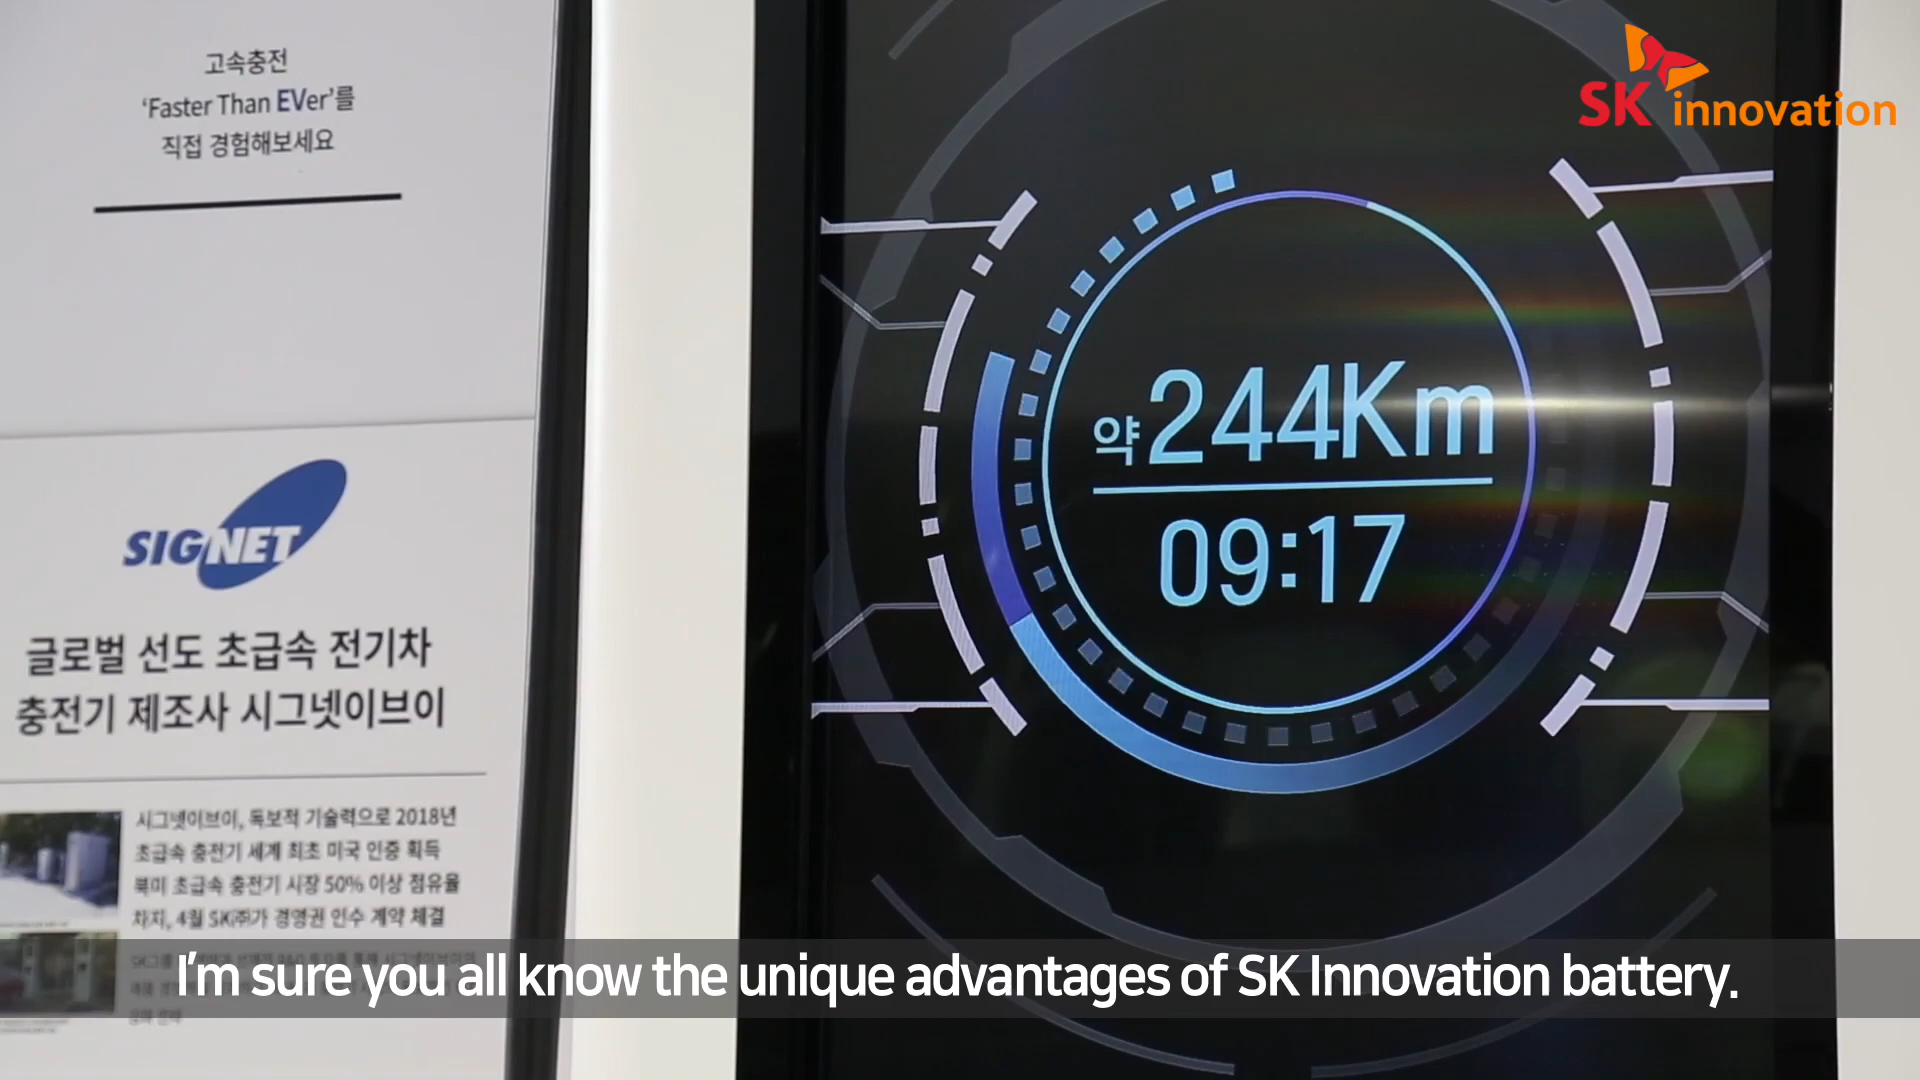 고속충전
‘Faster Than EVer’를
직접 경험해보세요
SIGNET
글로벌 선도 초급속 전기차
충전기 제조사 시그넷이브이
시그넷이브이, 독보적 기술력으로 2018년
초급속 충전기 세계 최초 미국 인증 획득
북미 초급속 충전기 시장 50% 이상 점유율
차지, 4월 SK㈜가 경영권 인수 계약 체결
SK innovation
약 244Km
09:17
I’m sure you all know the unique advantages of SK Innovation battery.